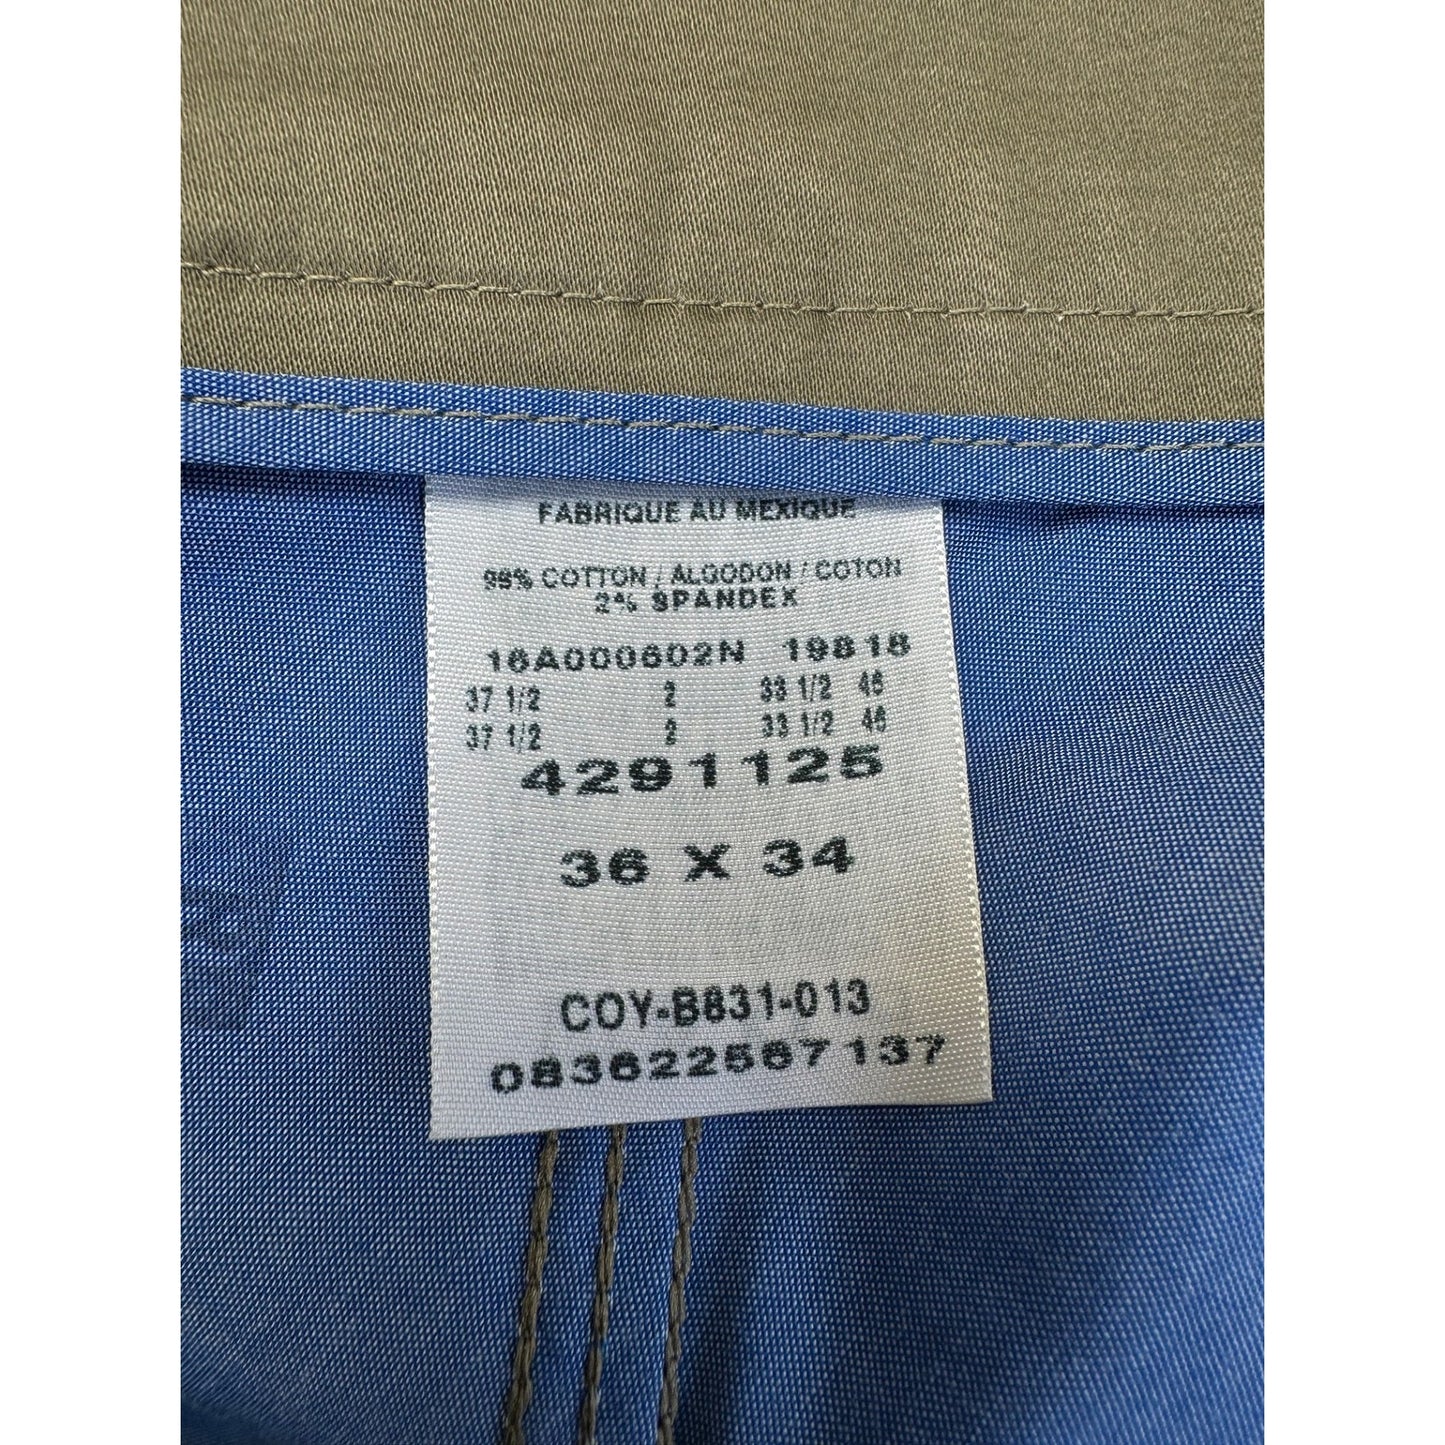 FABRIQUE AU MEXIQUE
98% COTTON / ALGODON / COTON
2% SPANDEX
16A000602N 19818
37 1/2 2 33 1/2 46
37 1/2 2 33 1/2 46
4291125
36 X 34
COY-B831-013
083622567137